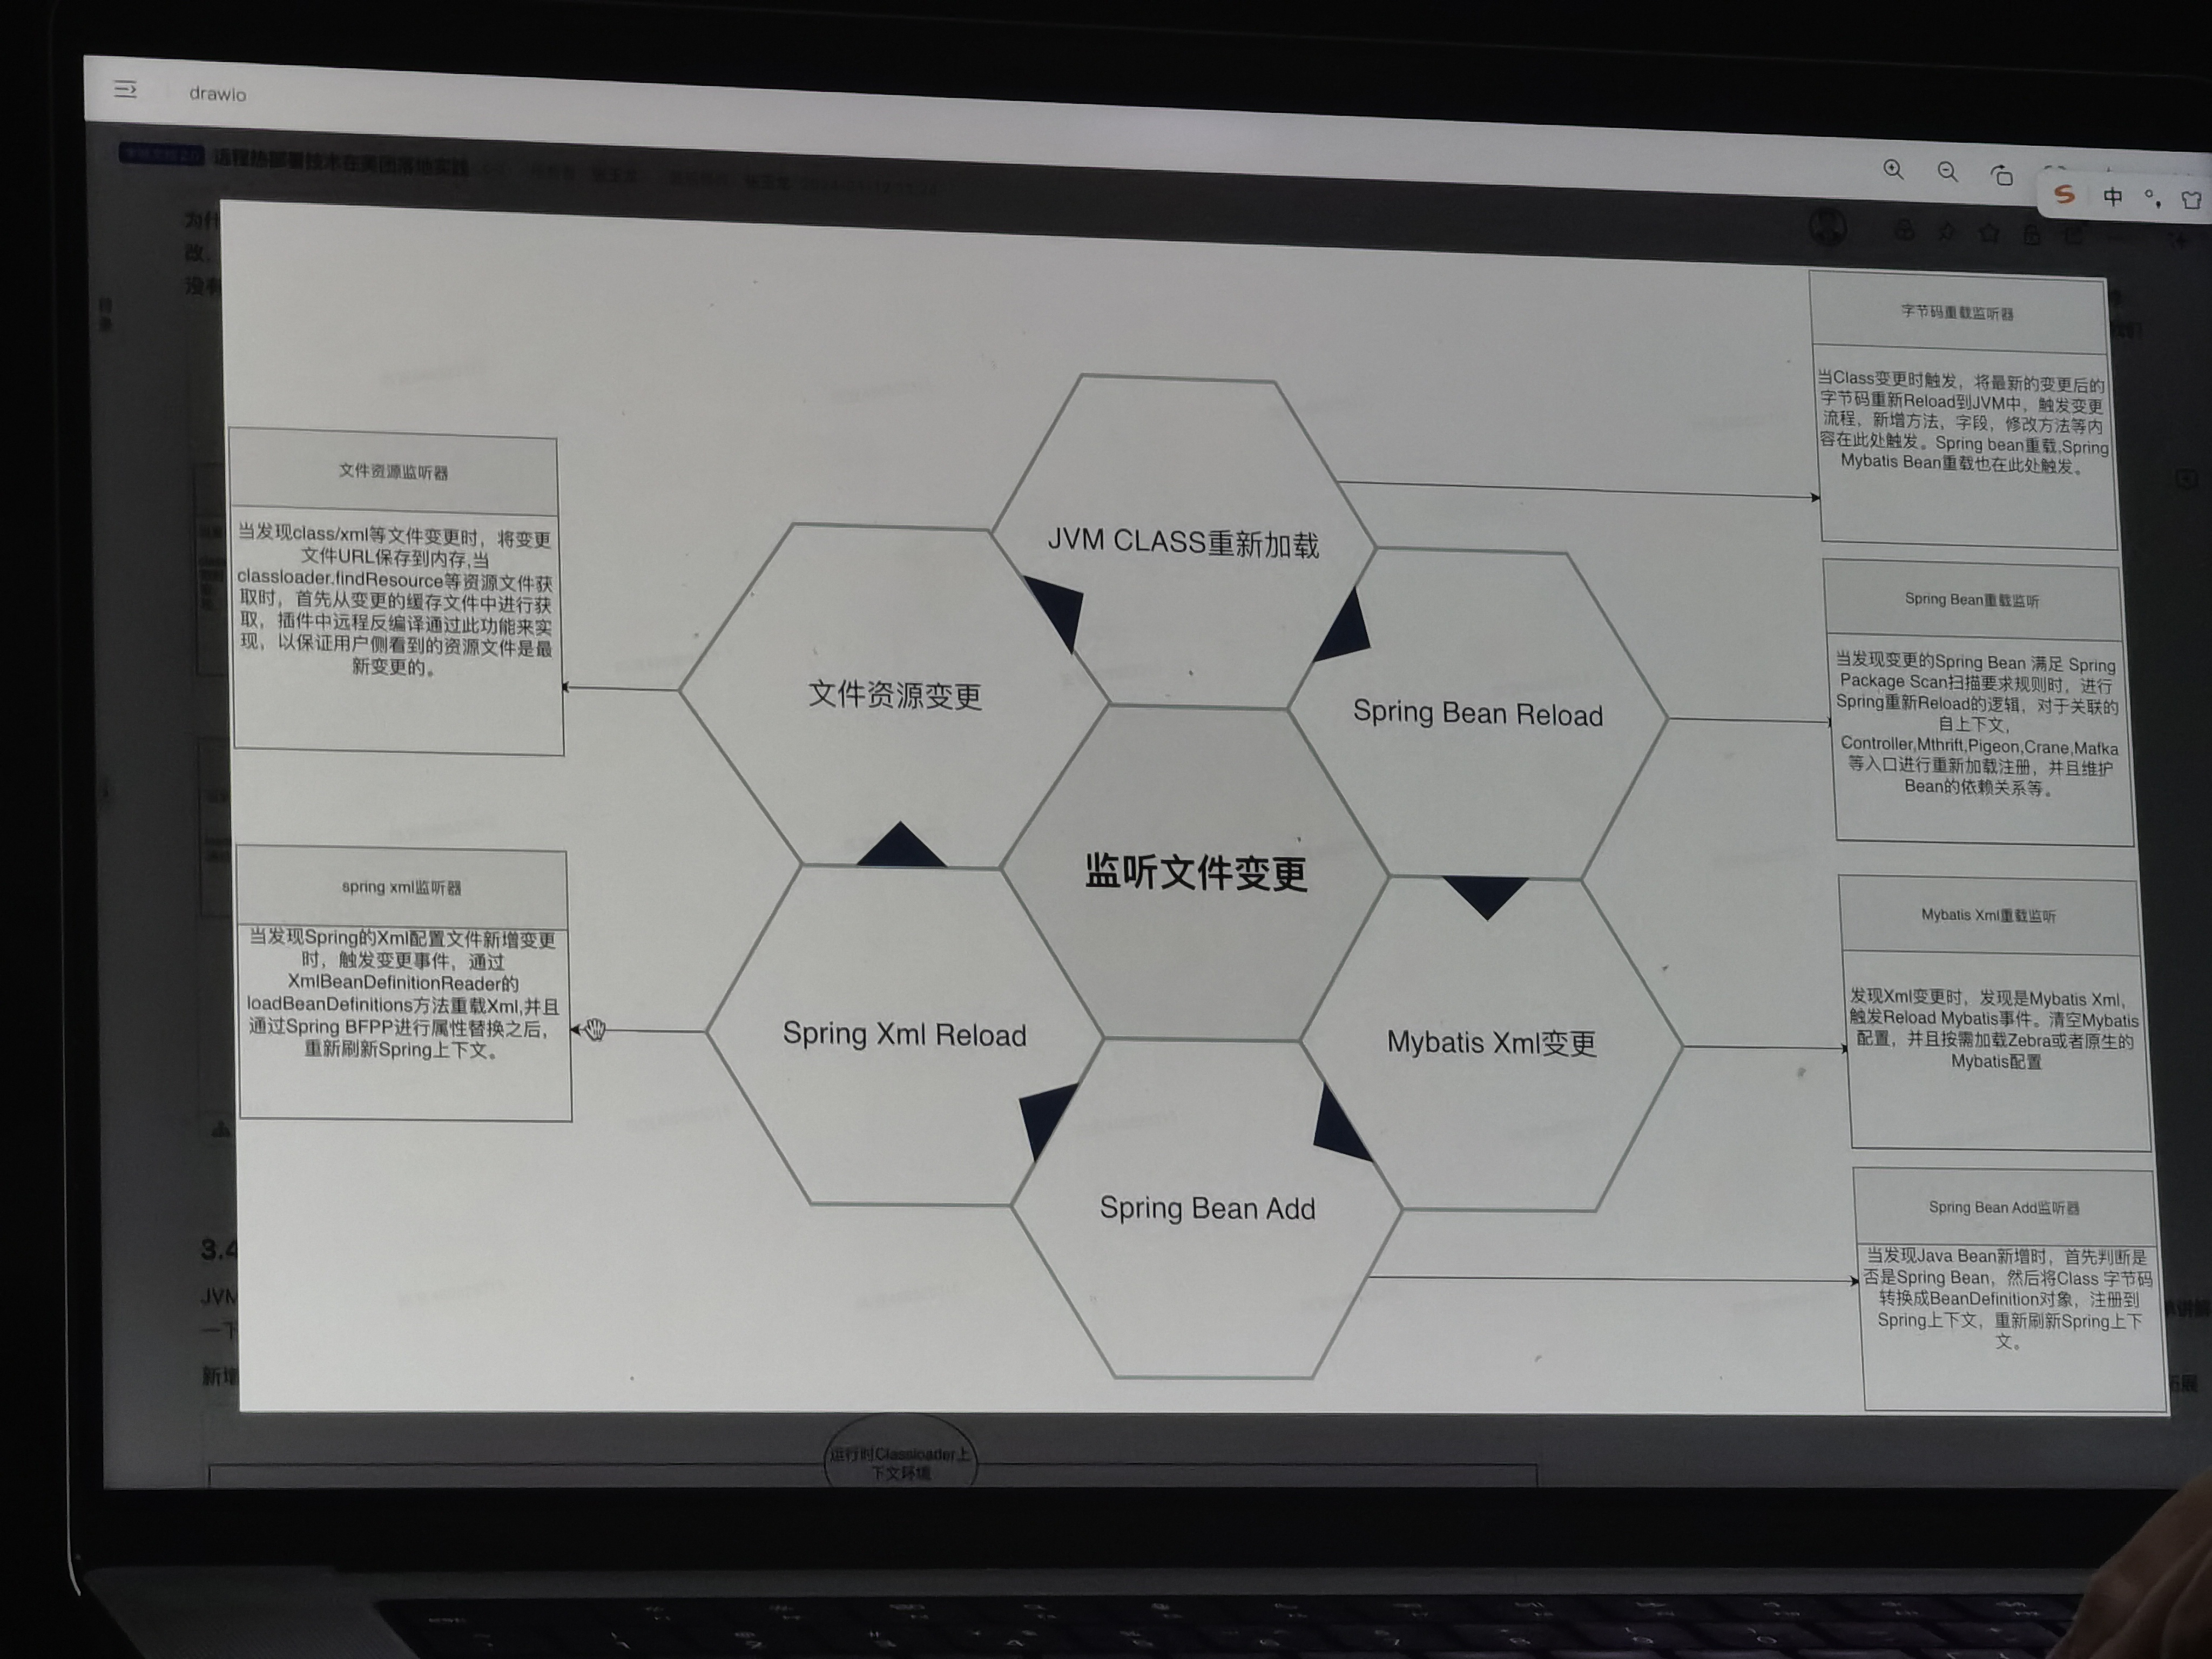 drawio
远程热部署技术在美团落地实践
中
为什
改，
没有
目
录
字节码重载监听器
当Class变更时触发，将最新的变更后的
字节码重新Reload到JVM中，触发变更
流程，新增方法，字段，修改方法等内
容在此处触发。Spring bean重载,Spring
Mybatis Bean重载也在此处触发。
文件资源监听器
当发现class/xml等文件变更时，将变更
文件URL保存到内存,当
classloader.findResource等资源文件获
取时，首先从变更的缓存文件中进行获
取，插件中远程反编译通过此功能来实
现，以保证用户侧看到的资源文件是最
新变更的。
JVM CLASS重新加载
文件资源变更
Spring Bean Reload
Spring Bean重载监听
当发现变更的Spring Bean 满足 Spring
Package Scan扫描要求规则时，进行
Spring重新Reload的逻辑，对于关联的
自上下文，
Controller,Mthrift,Pigeon,Crane,Mafka
等入口进行重新加载注册，并且维护
Bean的依赖关系等。
监听文件变更
spring xml监听器
当发现Spring的Xml配置文件新增变更
时，触发变更事件，通过
XmlBeanDefinitionReader的
loadBeanDefinitions方法重载Xml,并且
通过Spring BFPP进行属性替换之后，
重新刷新Spring上下文。
Spring Xml Reload
Mybatis Xml变更
Mybatis Xml重载监听
发现Xml变更时，发现是Mybatis Xml，
触发Reload Mybatis事件。清空Mybatis
配置，并且按需加载Zebra或者原生的
Mybatis配置
Spring Bean Add
Spring Bean Add监听器
当发现Java Bean新增时，首先判断是
否是Spring Bean，然后将Class 字节码
转换成BeanDefinition对象，注册到
Spring上下文，重新刷新Spring上下
文。
3.4
JVM
一下
新增
运行时Classloader上
下文环境